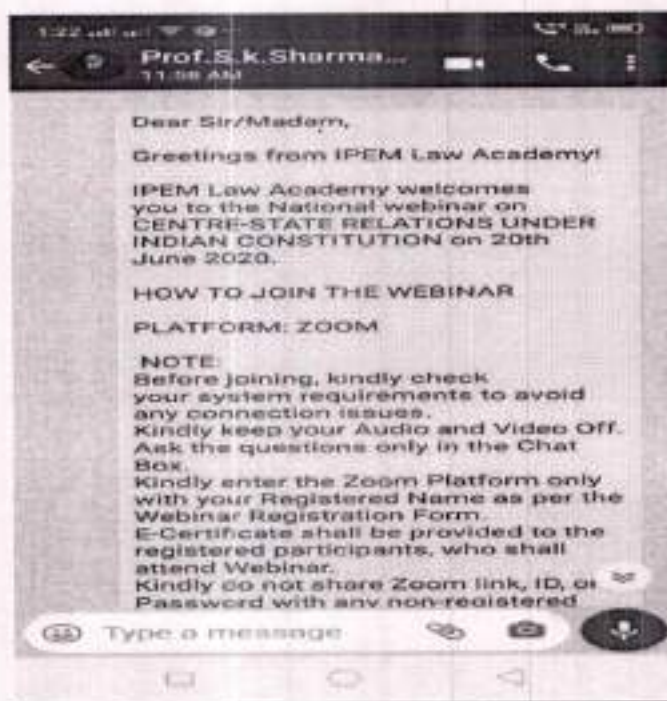 1:22
Prof.S.k.Sharma...
11:58 AM
Dear Sir/Madam,
Greetings from IPEM Law Academy!
IPEM Law Academy welcomes
you to the National webinar on
CENTRE-STATE RELATIONS UNDER
INDIAN CONSTITUTION on 20th
June 2020.
HOW TO JOIN THE WEBINAR
PLATFORM: ZOOM
NOTE:
Before joining, kindly check
your system requirements to avoid
any connection issues.
Kindly keep your Audio and Video Off.
Ask the questions only in the Chat
Box.
Kindly enter the Zoom Platform only
with your Registered Name as per the
Webinar Registration Form.
E-Certificate shall be provided to the
registered participants, who shall
attend Webinar.
Kindly do not share Zoom link, ID, or
Password with any non-registered
Type a message